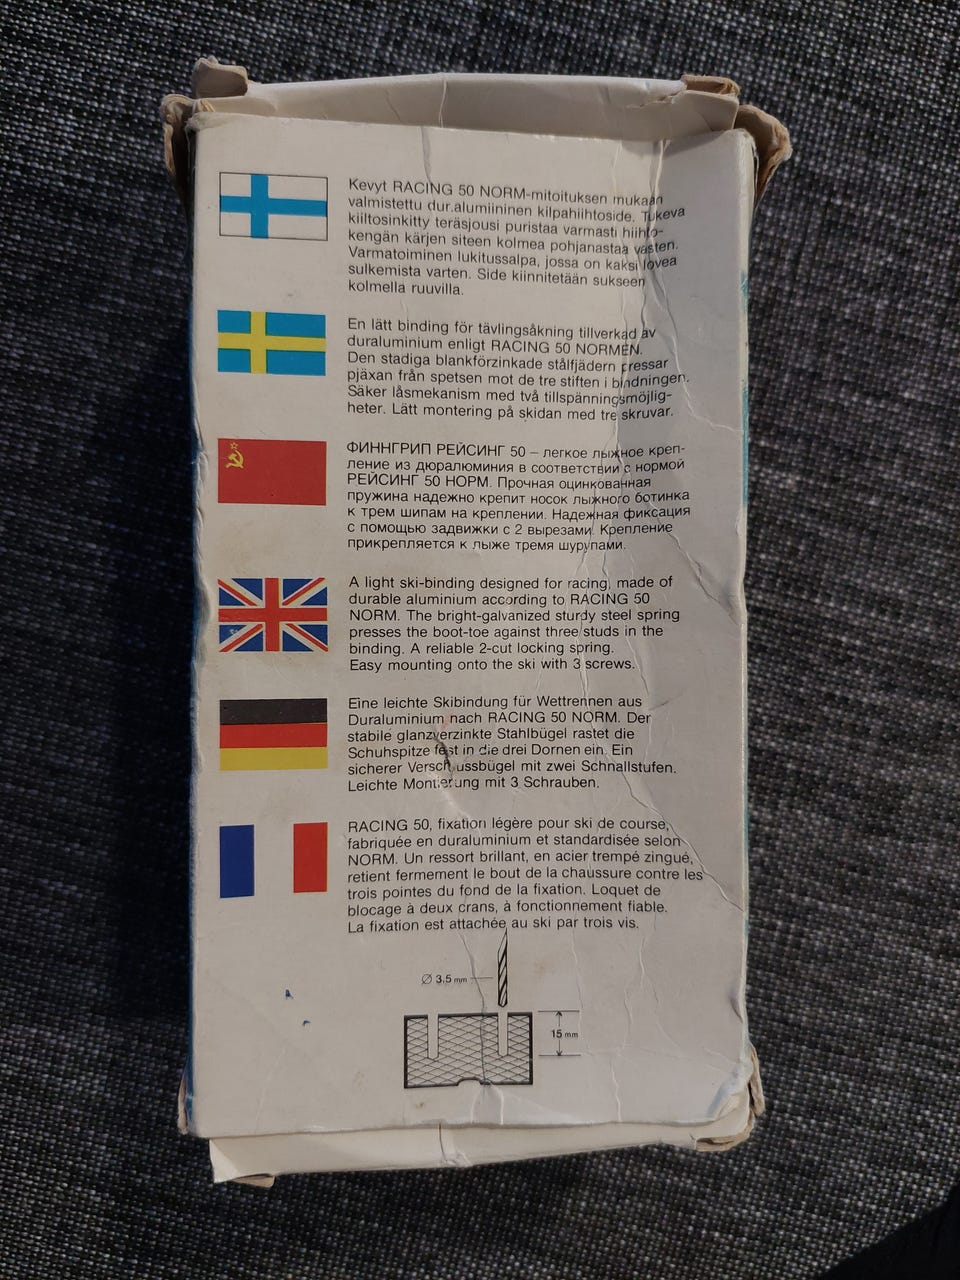 Kevyt RACING 50 NORM-mitoituksen mukaan
valmistettu dur.alumiininen kilpahiihtoside. Tukeva
kiiltosinkitty teräsjousi puristaa varmasti hiihto-
kengän kärjen siteen kolmea pohjanastaa vasten.
Varmatoiminen lukitussalpa, jossa on kaksi lovea
sulkemista varten. Side kiinnitetään sukseen
kolmella ruuvilla.
En lätt binding för tävlingsåkning tillverkad av
duraluminium enligt RACING 50 NORMEN.
Den stadiga blankförzinkade stålfjädern pressar
pjäxan från spetsen mot de tre stiften i bindningen.
Säker låsmekanism med två tillspänningsmöjlig-
heter. Lätt montering på skidan med tre skruvar.
ФИННГРИП РЕЙСИНГ 50 – легкое лыжное креп-
ление из дюралюминия в соответствии с нормой
РЕЙСИНГ 50 НОРМ. Прочная оцинкованная
пружина надежно крепит носок лыжного ботинка
к трем шипам на креплении. Надежная фиксация
с помощью задвижки с 2 вырезами. Крепление
прикрепляется к лыже тремя шурупами.
A light ski-binding designed for racing, made of
durable aluminium according to RACING 50
NORM. The bright-galvanized sturdy steel spring
presses the boot-toe against three studs in the
binding. A reliable 2-cut locking spring.
Easy mounting onto the ski with 3 screws.
Eine leichte Skibindung für Wettrennen aus
Duraluminium nach RACING 50 NORM. Der
stabile glanzverzinkte Stahlbügel rastet die
Schuhspitze fest in die drei Dornen ein. Ein
sicherer Verschlussbügel mit zwei Schnallstufen.
Leichte Montierung mit 3 Schrauben.
RACING 50, fixation légère pour ski de course,
fabriquée en duraluminium et standardisée selon
NORM. Un ressort brillant, en acier trempé zingué,
retient fermement le bout de la chaussure contre les
trois pointes du fond de la fixation. Loquet de
blocage à deux crans, à fonctionnement fiable.
La fixation est attachée au ski par trois vis.
Ø 3.5 mm
15 mm